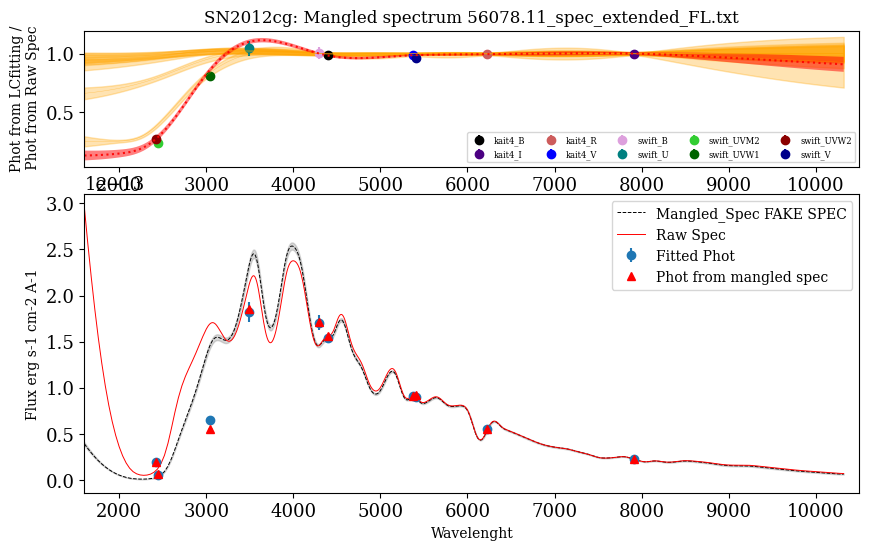 SN2012cg: Mangled spectrum 56078.11_spec_extended_FL.txt
Phot from LCfitting /
Phot from Raw Spec
1.0
0.5
kait4_B kait4_R swift_B swift_UVM2 swift_UVW2
kait4_I kait4_V swift_U swift_UVW1 swift_V
2000 3000 4000 5000 6000 7000 8000 9000 10000
1e−13
Flux erg s-1 cm-2 A-1
3.0
2.5
2.0
1.5
1.0
0.5
0.0
Mangled_Spec FAKE SPEC
Raw Spec
Fitted Phot
Phot from mangled spec
2000 3000 4000 5000 6000 7000 8000 9000 10000
Wavelenght